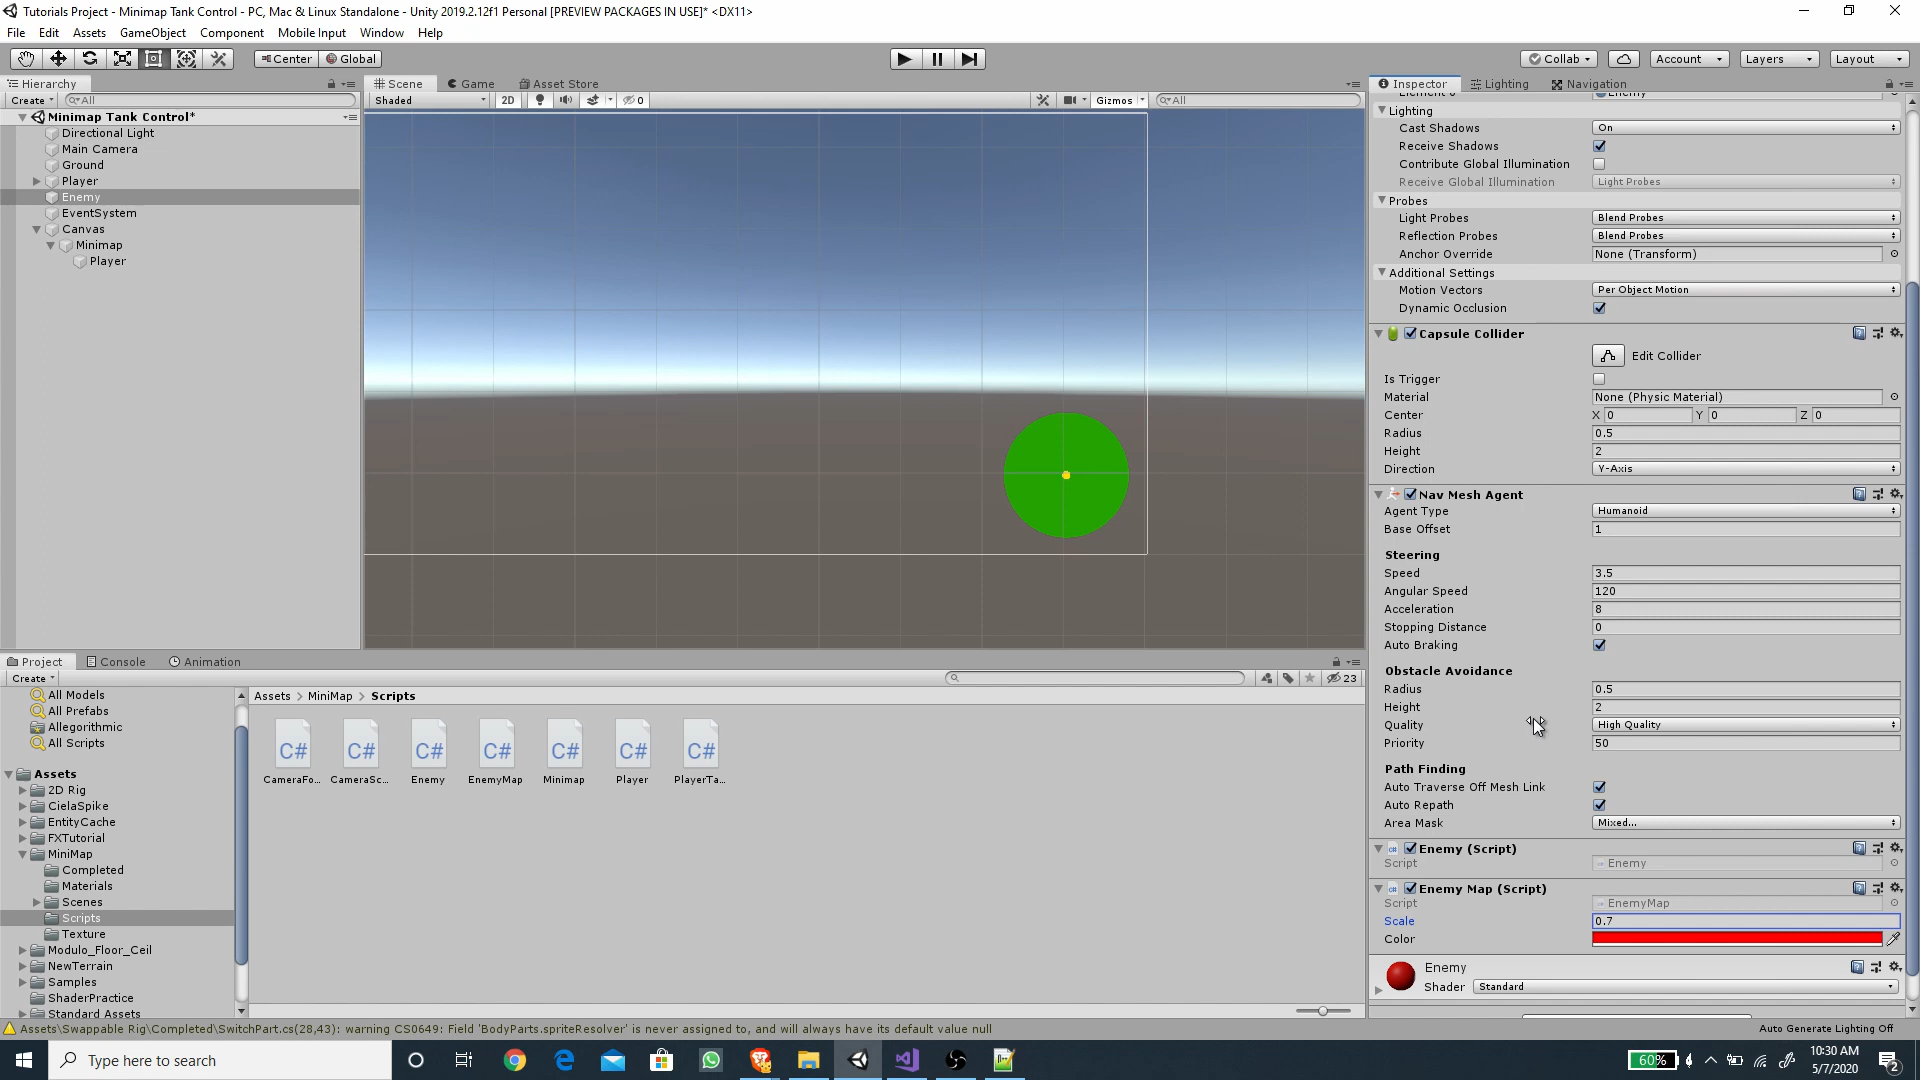 Tutorials Project - Minimap Tank Control - PC, Mac & Linux Standalone - Unity 2019.2.12f1 Personal [PREVIEW PACKAGES IN USE]* <DX11>
File Edit Assets GameObject Component Mobile Input Window Help
Center Global Collab Account Layers Layout
Hierarchy
Create All
Minimap Tank Control*
Directional Light
Main Camera
Ground
Player
Enemy
EventSystem
Canvas
Minimap
Player
Scene Game Asset Store
Shaded 2D 0 Gizmos All
Inspector Lighting Navigation
Lighting
Cast Shadows On
Receive Shadows
Contribute Global Illumination
Receive Global Illumination Light Probes
Probes
Light Probes Blend Probes
Reflection Probes Blend Probes
Anchor Override None (Transform)
Additional Settings
Motion Vectors Per Object Motion
Dynamic Occlusion
Capsule Collider
Edit Collider
Is Trigger
Material None (Physic Material)
Center X 0 Y 0 Z 0
Radius 0.5
Height 2
Direction Y-Axis
Nav Mesh Agent
Agent Type Humanoid
Base Offset 1
Steering
Speed 3.5
Angular Speed 120
Acceleration 8
Stopping Distance 0
Auto Braking
Obstacle Avoidance
Radius 0.5
Height 2
Quality High Quality
Priority 50
Path Finding
Auto Traverse Off Mesh Link
Auto Repath
Area Mask Mixed...
Enemy (Script)
Script Enemy
Enemy Map (Script)
Script EnemyMap
Scale 0.7
Color
Enemy
Shader Standard
Project Console Animation
Create 23
All Models
All Prefabs
Allegorithmic
All Scripts
Assets
2D Rig
CielaSpike
EntityCache
FXTutorial
MiniMap
Completed
Materials
Scenes
Scripts
Texture
Modulo_Floor_Ceil
NewTerrain
Samples
ShaderPractice
Standard Assets
Assets > MiniMap > Scripts
C# C# C# C# C# C# C#
CameraFo... CameraSc... Enemy EnemyMap Minimap Player PlayerTa...
Assets\Swappable Rig\Completed\SwitchPart.cs(28,43): warning CS0649: Field 'BodyParts.spriteResolver' is never assigned to, and will always have its default value null
Auto Generate Lighting Off
Type here to search
60%
10:30 AM
5/7/2020
2